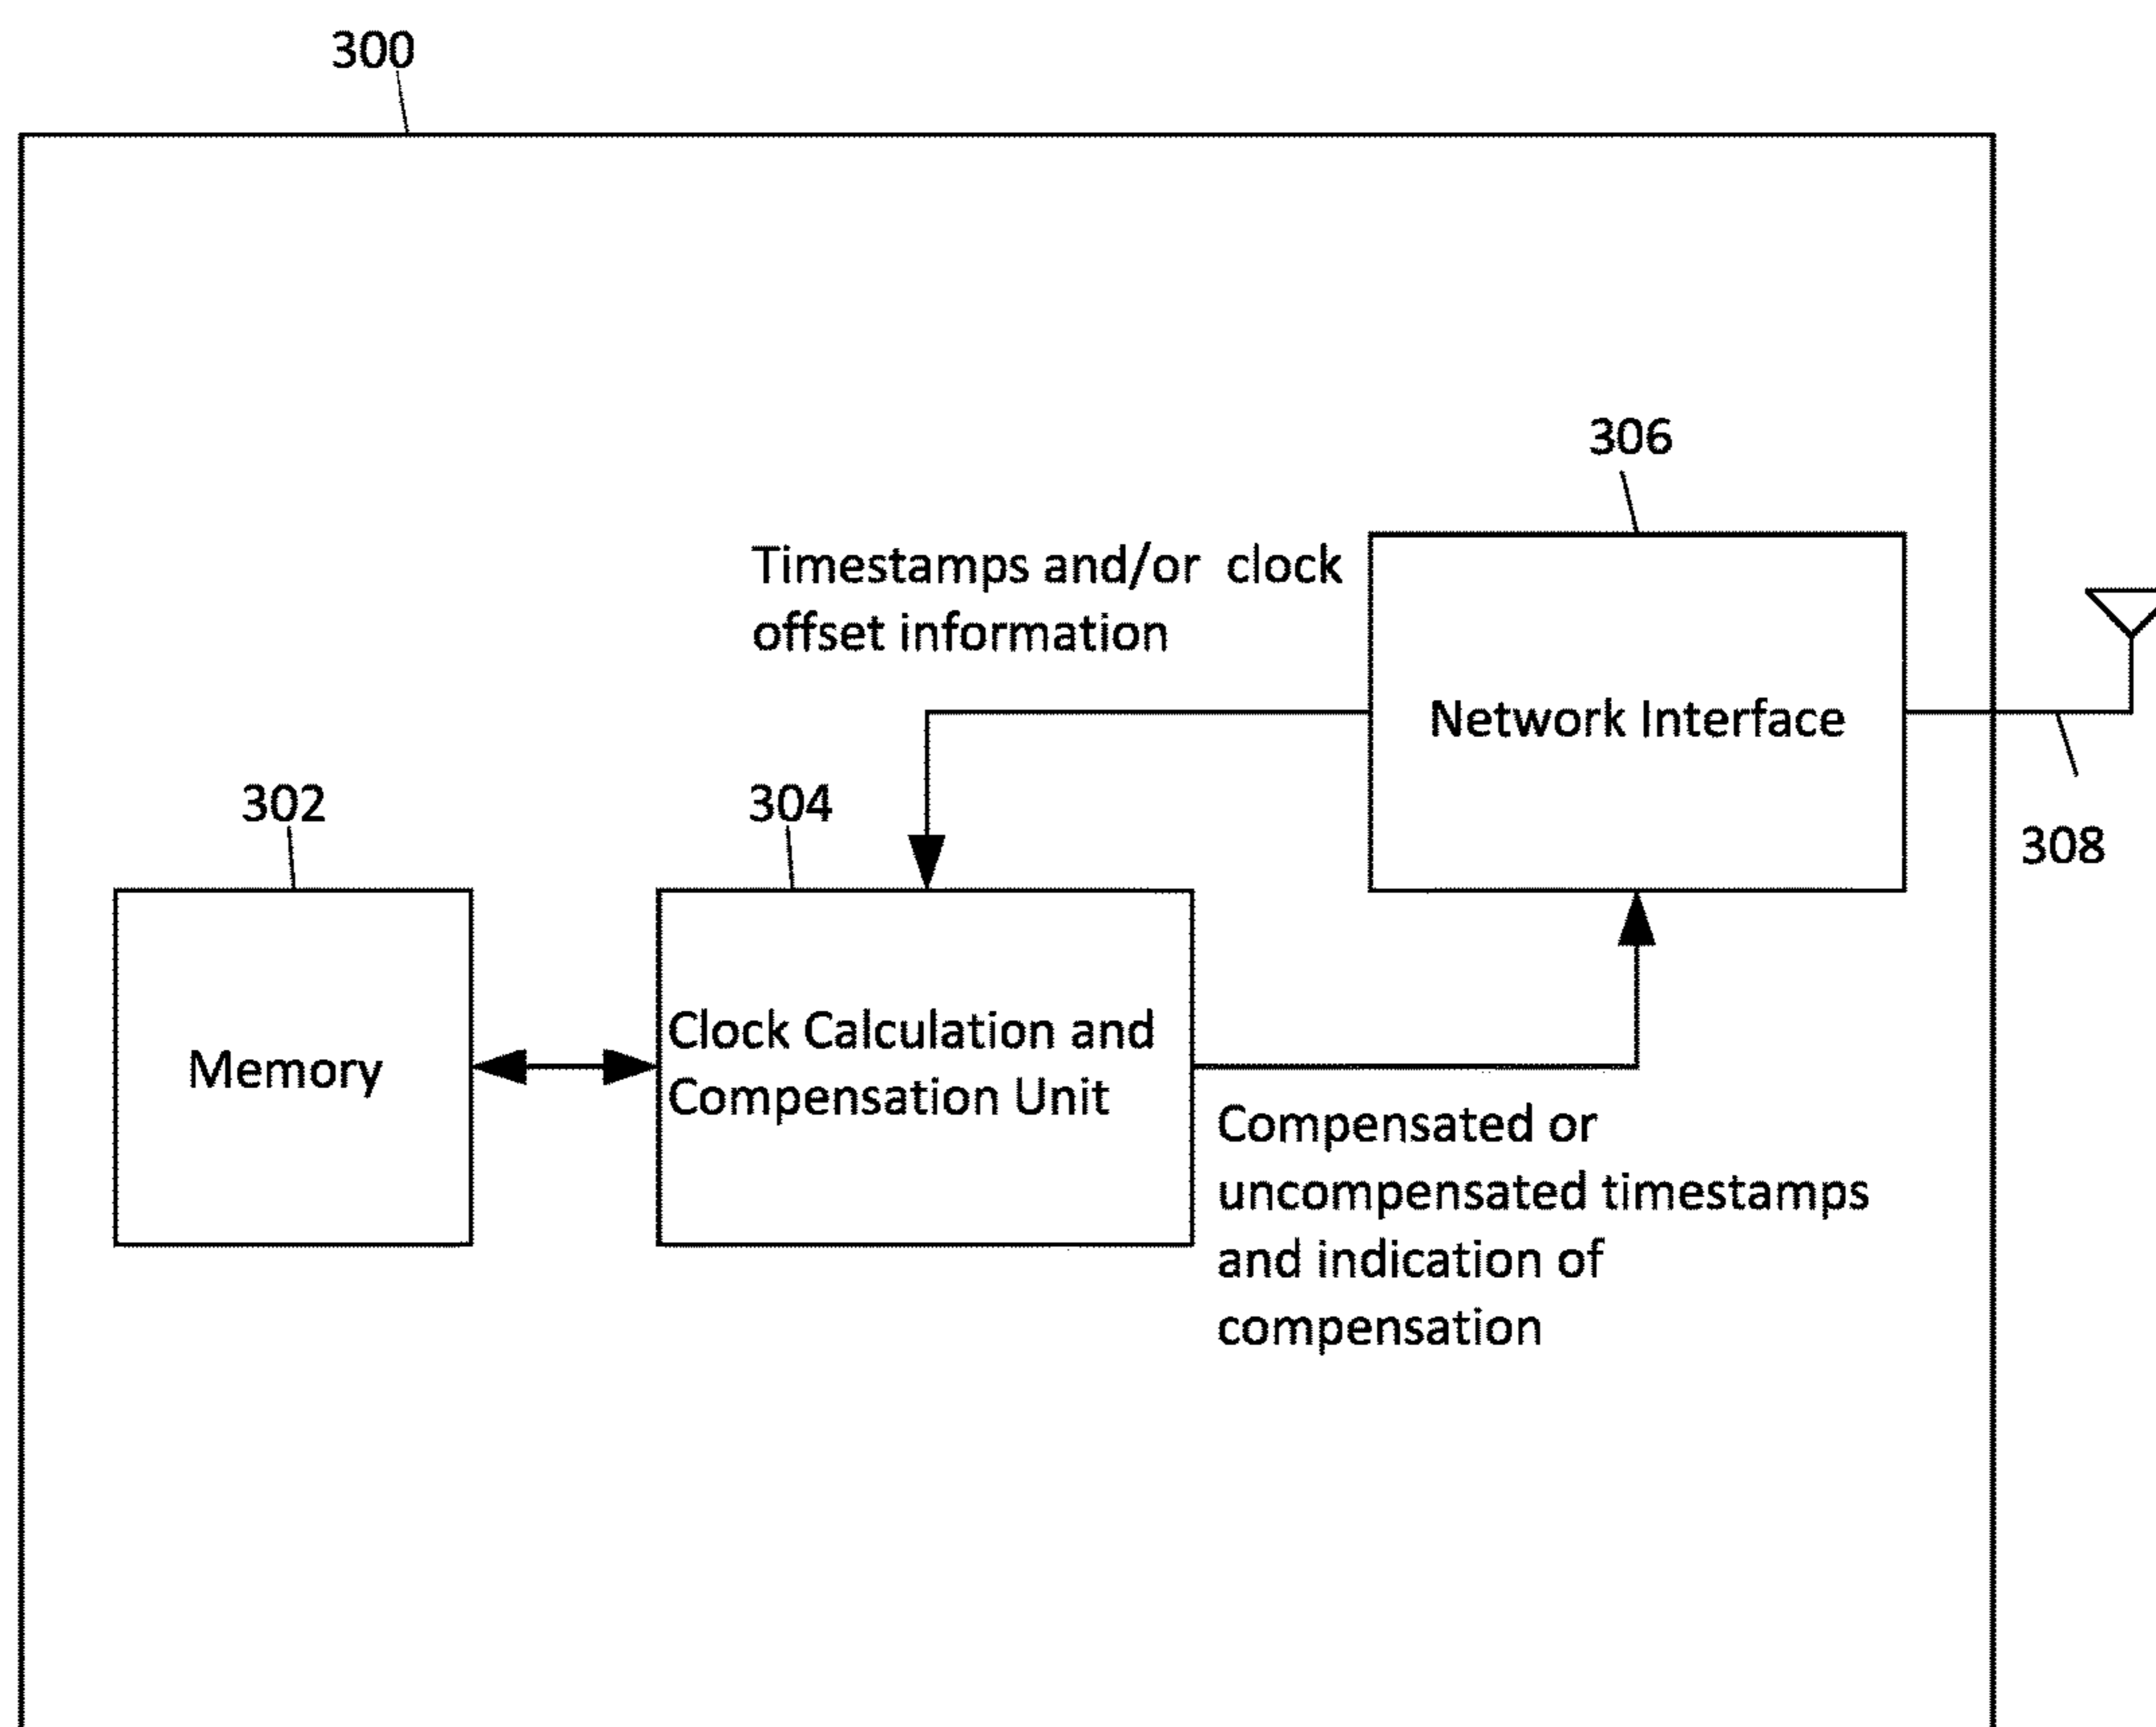 300
306
Timestamps and/or clock
offset information
Network Interface
302
304
308
Memory
Clock Calculation and
Compensation Unit
Compensated or
uncompensated timestamps
and indication of
compensation